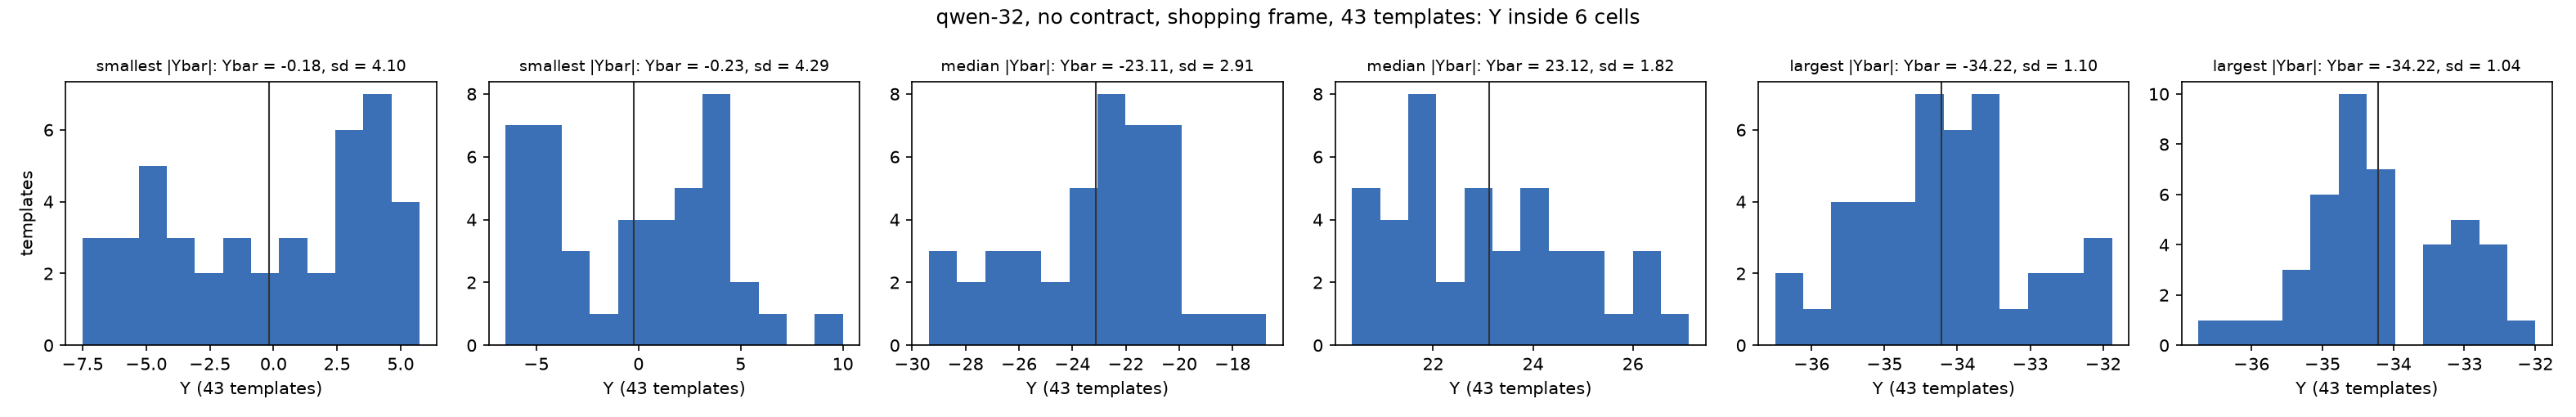 qwen-32, no contract, shopping frame, 43 templates: Y inside 6 cells
smallest |Ybar|: Ybar = -0.18, sd = 4.10
templates
0
2
4
6
−7.5 −5.0 −2.5 0.0 2.5 5.0
Y (43 templates)
smallest |Ybar|: Ybar = -0.23, sd = 4.29
0
2
4
6
8
−5 0 5 10
Y (43 templates)
median |Ybar|: Ybar = -23.11, sd = 2.91
0
2
4
6
8
−30 −28 −26 −24 −22 −20 −18
Y (43 templates)
median |Ybar|: Ybar = 23.12, sd = 1.82
0
2
4
6
8
22 24 26
Y (43 templates)
largest |Ybar|: Ybar = -34.22, sd = 1.10
0
2
4
6
−36 −35 −34 −33 −32
Y (43 templates)
largest |Ybar|: Ybar = -34.22, sd = 1.04
0
2
4
6
8
10
−36 −35 −34 −33 −32
Y (43 templates)